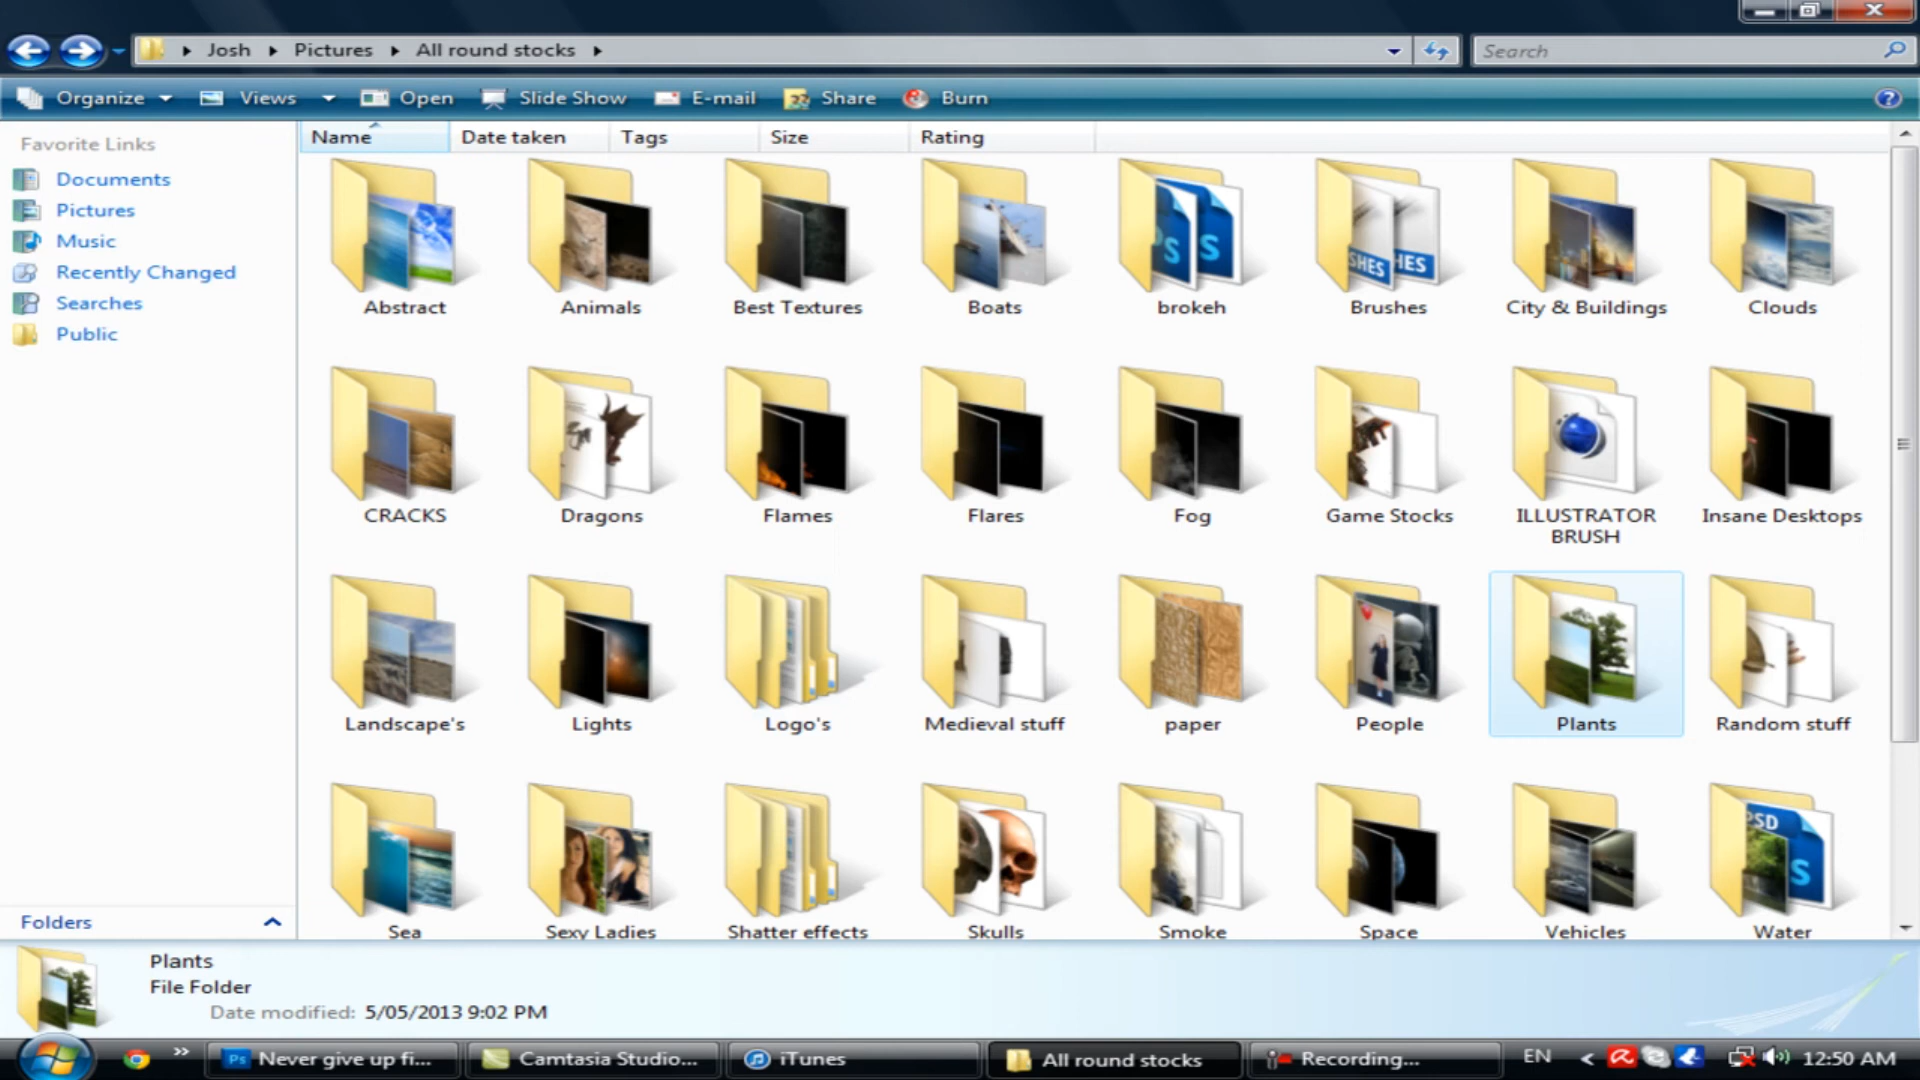 Josh Pictures All round stocks
Search
Organize Views Open Slide Show E-mail Share Burn
Favorite Links
Documents
Pictures
Music
Recently Changed
Searches
Public
Name Date taken Tags Size Rating
Abstract Animals Best Textures Boats brokeh Brushes City & Buildings Clouds
CRACKS Dragons Flames Flares Fog Game Stocks ILLUSTRATOR Insane Desktops
BRUSH
Landscape's Lights Logo's Medieval stuff paper People Plants Random stuff
Sea Sexy Ladies Shatter effects Skulls Smoke Space Vehicles Water
Folders
Plants
File Folder
Date modified: 5/05/2013 9:02 PM
Ps Never give up fi... Camtasia Studio... iTunes All round stocks Recording... EN 12:50 AM